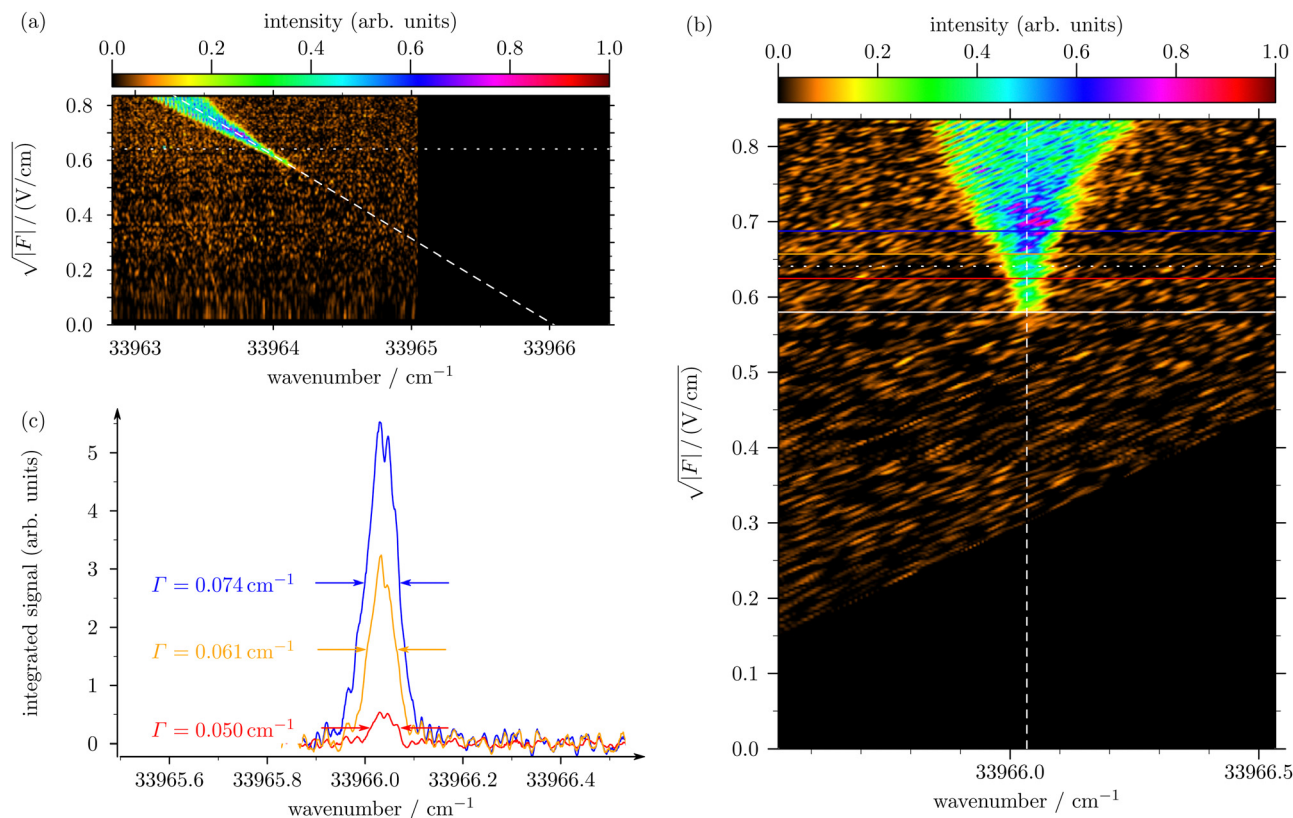 (a)
intensity (arb. units)
0.0 0.2 0.4 0.6 0.8 1.0
√|F| / (V/cm)
0.8
0.6
0.4
0.2
0.0
33963 33964 33965 33966
wavenumber / cm⁻¹
(b)
intensity (arb. units)
0.0 0.2 0.4 0.6 0.8 1.0
√|F| / (V/cm)
0.8
0.7
0.6
0.5
0.4
0.3
0.2
0.1
0.0
33966.0 33966.5
wavenumber / cm⁻¹
(c)
integrated signal (arb. units)
5
4
3
2
1
0
Γ = 0.074 cm⁻¹
Γ = 0.061 cm⁻¹
Γ = 0.050 cm⁻¹
33965.6 33965.8 33966.0 33966.2 33966.4
wavenumber / cm⁻¹